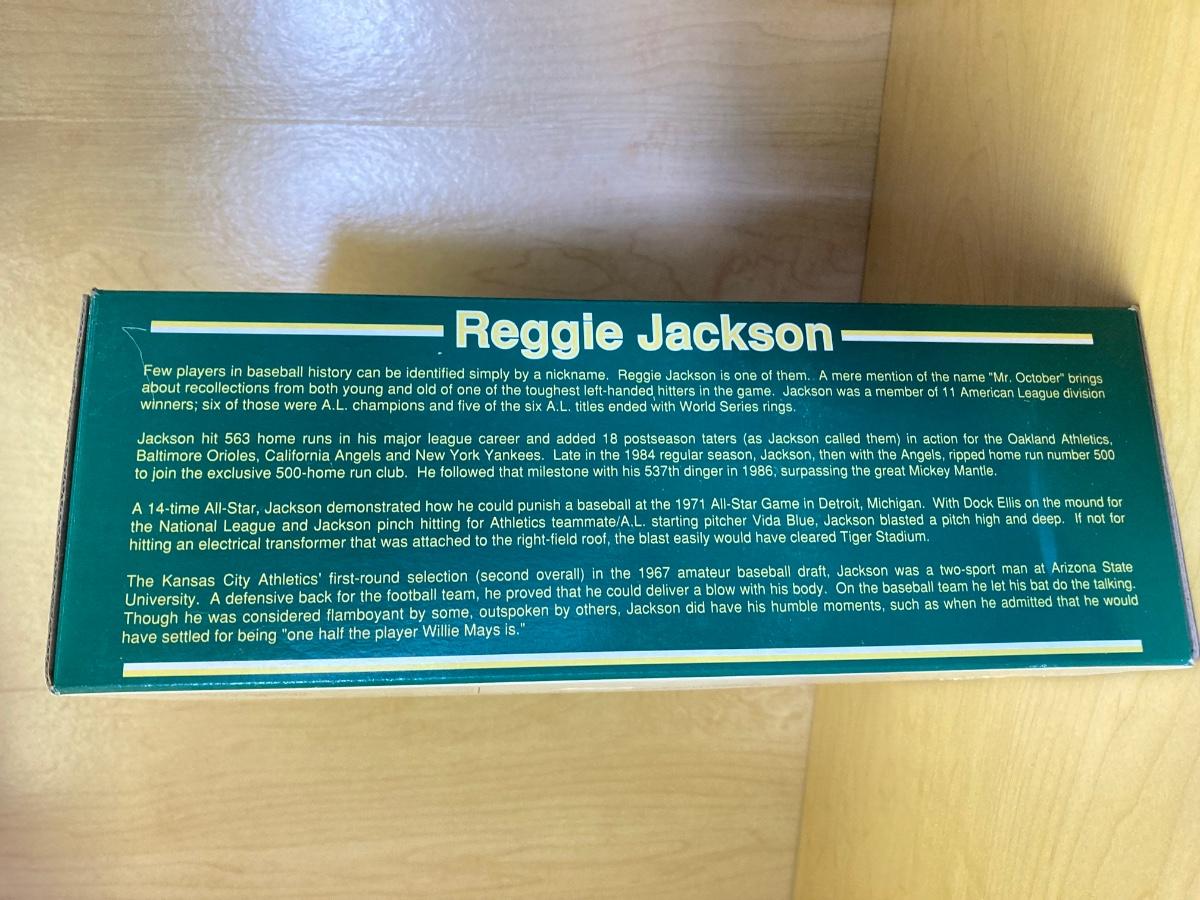 Reggie Jackson
Few players in baseball history can be identified simply by a nickname. Reggie Jackson is one of them. A mere mention of the name "Mr. October" brings
about recollections from both young and old of one of the toughest left-handed hitters in the game. Jackson was a member of 11 American League division
winners; six of those were A.L. champions and five of the six A.L. titles ended with World Series rings.
Jackson hit 563 home runs in his major league career and added 18 postseason taters (as Jackson called them) in action for the Oakland Athletics,
Baltimore Orioles, California Angels and New York Yankees. Late in the 1984 regular season, Jackson, then with the Angels, ripped home run number 500
to join the exclusive 500-home run club. He followed that milestone with his 537th dinger in 1986, surpassing the great Mickey Mantle.
A 14-time All-Star, Jackson demonstrated how he could punish a baseball at the 1971 All-Star Game in Detroit, Michigan. With Dock Ellis on the mound for
the National League and Jackson pinch hitting for Athletics teammate/A.L. starting pitcher Vida Blue, Jackson blasted a pitch high and deep. If not for
hitting an electrical transformer that was attached to the right-field roof, the blast easily would have cleared Tiger Stadium.
The Kansas City Athletics' first-round selection (second overall) in the 1967 amateur baseball draft, Jackson was a two-sport man at Arizona State
University. A defensive back for the football team, he proved that he could deliver a blow with his body. On the baseball team he let his bat do the talking.
Though he was considered flamboyant by some, outspoken by others, Jackson did have his humble moments, such as when he admitted that he would
have settled for being "one half the player Willie Mays is."